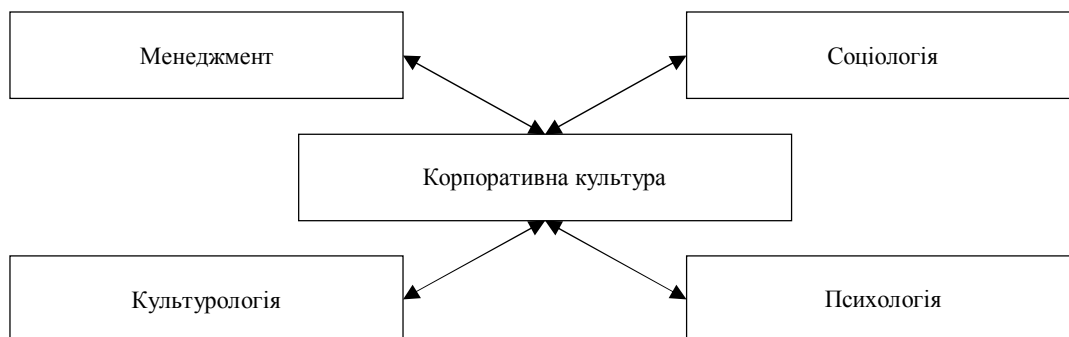 Менеджмент
Соціологія
Корпоративна культура
Культурологія
Психологія